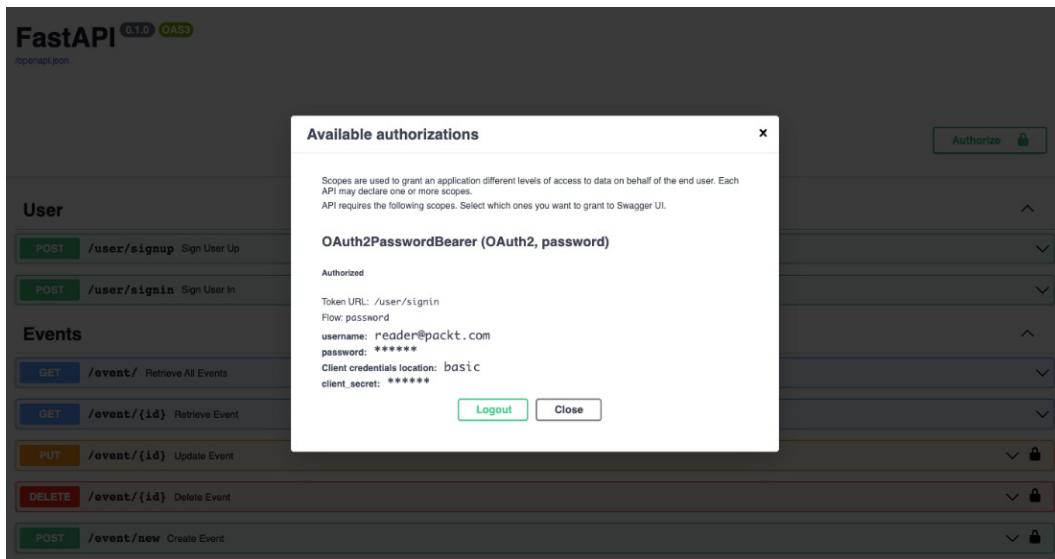 FastAPI 0.1.0 OAS3
/openapi.json
Authorize
Available authorizations x
Scopes are used to grant an application different levels of access to data on behalf of the end user. Each
API may declare one or more scopes.
API requires the following scopes. Select which ones you want to grant to Swagger UI.
OAuth2PasswordBearer (OAuth2, password)
Authorized
Token URL: /user/signin
Flow: password
username: reader@packt.com
password: ******
Client credentials location: basic
client_secret: ******
Logout Close
User
POST /user/signup Sign User Up
POST /user/signin Sign User In
Events
GET /event/ Retrieve All Events
GET /event/{id} Retrieve Event
PUT /event/{id} Update Event
DELETE /event/{id} Delete Event
POST /event/new Create Event